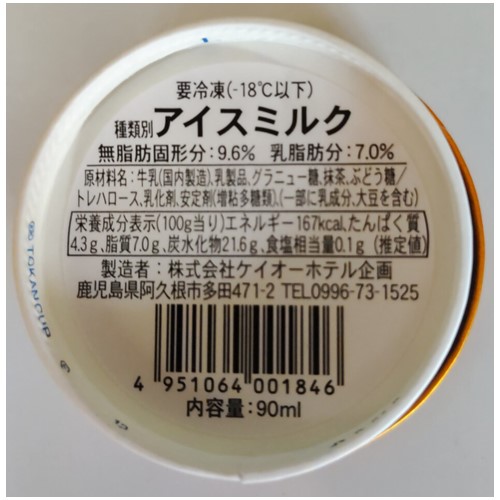 要冷凍(-18℃以下)
種類別アイスミルク
無脂肪固形分:9.6% 乳脂肪分:7.0%
原材料名:牛乳(国内製造)、乳製品、グラニュー糖、抹茶、ぶどう糖/
トレハロース、乳化剤、安定剤(増粘多糖類)、(一部に乳成分、大豆を含む)
栄養成分表示(100g当り)エネルギー167kcal、たんぱく質
4.3g、脂質7.0g、炭水化物21.6g、食塩相当量0.1g(推定値)
製造者:株式会社ケイオーホテル企画
鹿児島県阿久根市多田471-2 TEL0996-73-1525
4 951064 001846
内容量:90ml
TOKANCUP